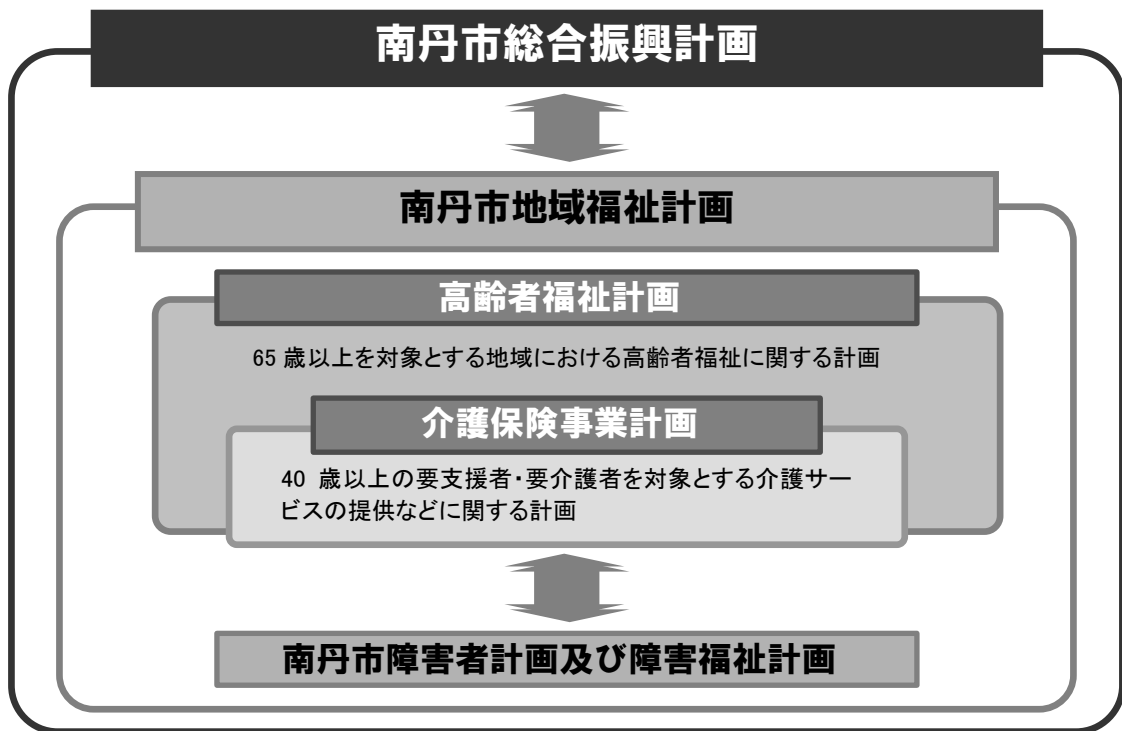 南丹市総合振興計画
南丹市地域福祉計画
高齢者福祉計画
65歳以上を対象とする地域における高齢者福祉に関する計画
介護保険事業計画
40 歳以上の要支援者・要介護者を対象とする介護サー
ビスの提供などに関する計画
南丹市障害者計画及び障害福祉計画